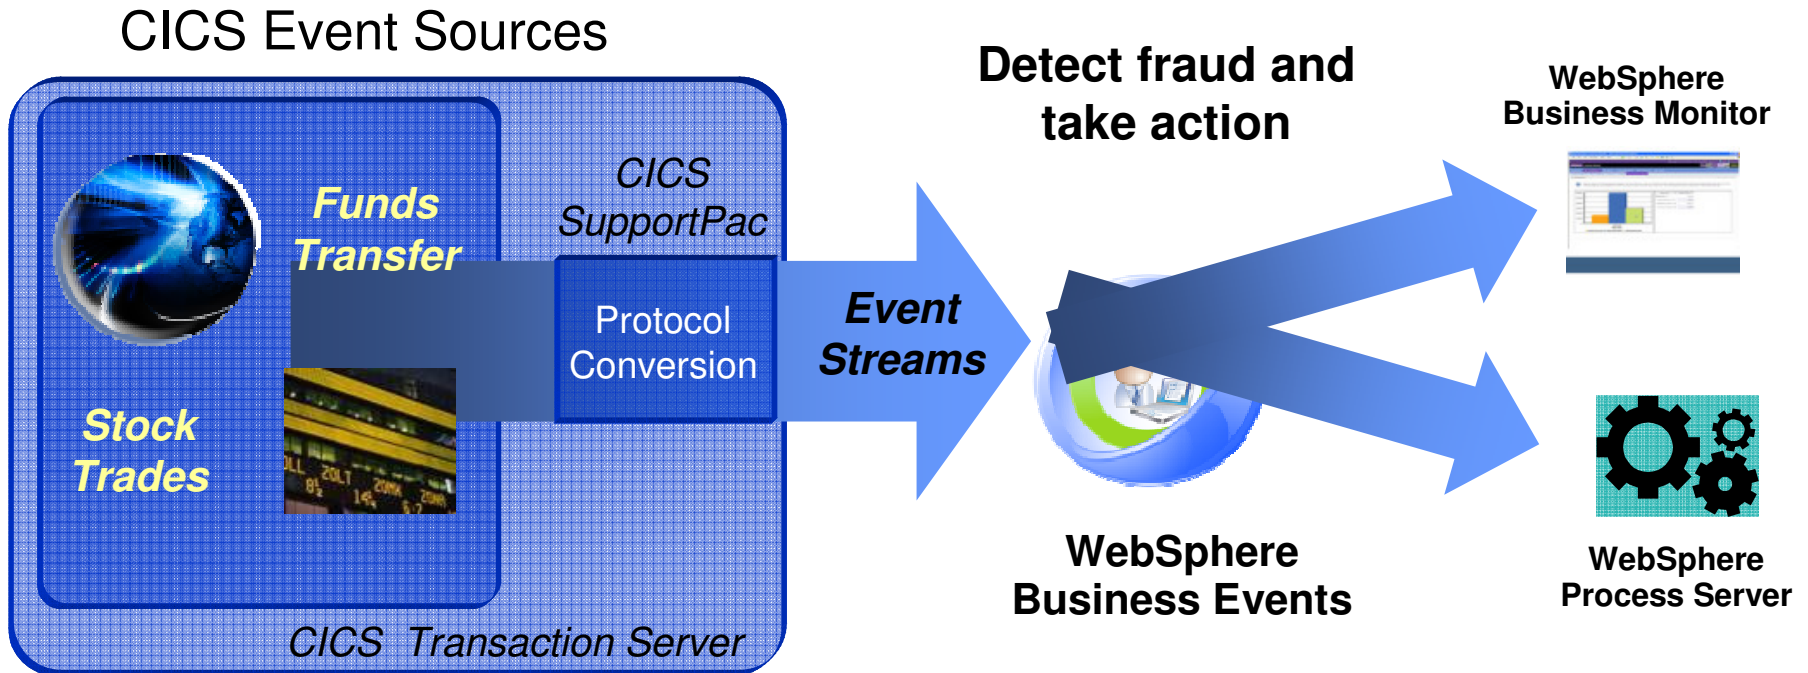 CICS Event Sources
Funds
Transfer
Stock
Trades
CICS
SupportPac
Protocol
Conversion
CICS Transaction Server
Event
Streams
Detect fraud and
take action
WebSphere
Business Events
WebSphere
Business Monitor
WebSphere
Process Server